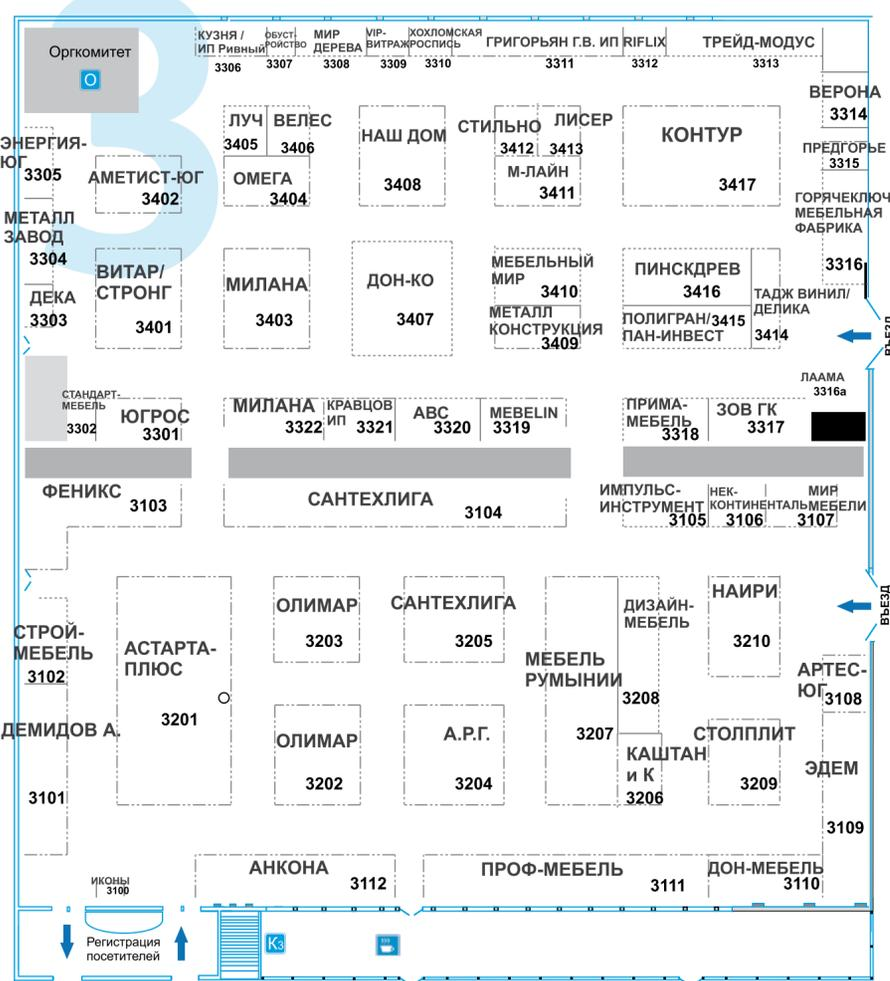 3
Оргкомитет
О
КУЗНЯ /
ИП Ривный
3306
ОБУСТ-
РОЙСТВО
3307
МИР
ДЕРЕВА
3308
VIP-
ВИТРАЖ
3309
ХОХЛОМСКАЯ
РОСПИСЬ
3310
ГРИГОРЬЯН Г.В. ИП
3311
RIFLIX
3312
ТРЕЙД-МОДУС
3313
ВЕРОНА
3314
ПРЕДГОРЬЕ
3315
ГОРЯЧЕКЛЮЧ
МЕБЕЛЬНАЯ
ФАБРИКА
3316
ЭНЕРГИЯ-
ЮГ
3305
АМЕТИСТ-ЮГ
3402
ЛУЧ
3405
ВЕЛЕС
3406
ОМЕГА
3404
НАШ ДОМ
3408
СТИЛЬНО
3412
ЛИСЕР
3413
М-ЛАЙН
3411
КОНТУР
3417
МЕТАЛЛ
ЗАВОД
3304
ДЕКА
3303
ВИТАР/
СТРОНГ
3401
МИЛАНА
3403
ДОН-КО
3407
МЕБЕЛЬНЫЙ
МИР
3410
МЕТАЛЛ
КОНСТРУКЦИЯ
3409
ПИНСКДРЕВ
3416
ПОЛИГРАН/
ПАН-ИНВЕСТ
3415
ТАДЖ ВИНИЛ/
ДЕЛИКА
3414
ВЪЕЗД
ЛААМА
3316а
СТАНДАРТ-
МЕБЕЛЬ
3302
ЮГРОС
3301
МИЛАНА
3322
КРАВЦОВ
ИП
3321
АВС
3320
MEBELIN
3319
ПРИМА-
МЕБЕЛЬ
3318
ЗОВ ГК
3317
ФЕНИКС
3103
САНТЕХЛИГА
3104
ИМПУЛЬС-
ИНСТРУМЕНТ
3105
НЕК-
КОНТИНЕНТАЛЬ
3106
МИР
МЕБЕЛИ
3107
ВЪЕЗД
СТРОЙ-
МЕБЕЛЬ
3102
АСТАРТА-
ПЛЮС
3201
ОЛИМАР
3203
САНТЕХЛИГА
3205
МЕБЕЛЬ
РУМЫНИИ
3207
ДИЗАЙН-
МЕБЕЛЬ
3208
НАИРИ
3210
АРТЕС-
ЮГ
3108
ДЕМИДОВ А.
3101
ОЛИМАР
3202
А.Р.Г.
3204
КАШТАН
и К
3206
СТОЛПЛИТ
3209
ЭДЕМ
3109
ИКОНЫ
3100
АНКОНА
3112
ПРОФ-МЕБЕЛЬ
3111
ДОН-МЕБЕЛЬ
3110
Регистрация
посетителей
К3